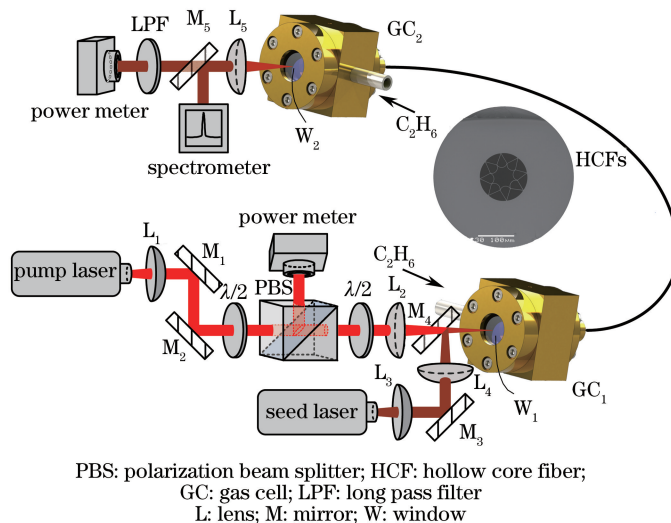 LPF M₅ L₅
GC₂
power meter
W₂
C₂H₆
spectrometer
HCFs
100μm
power meter
L₁
M₁
C₂H₆
pump laser
λ/2 PBS λ/2 L₂
M₄
M₂
L₃
L₄
seed laser
W₁
GC₁
M₃
PBS: polarization beam splitter; HCF: hollow core fiber;
GC: gas cell; LPF: long pass filter
L: lens; M: mirror; W: window